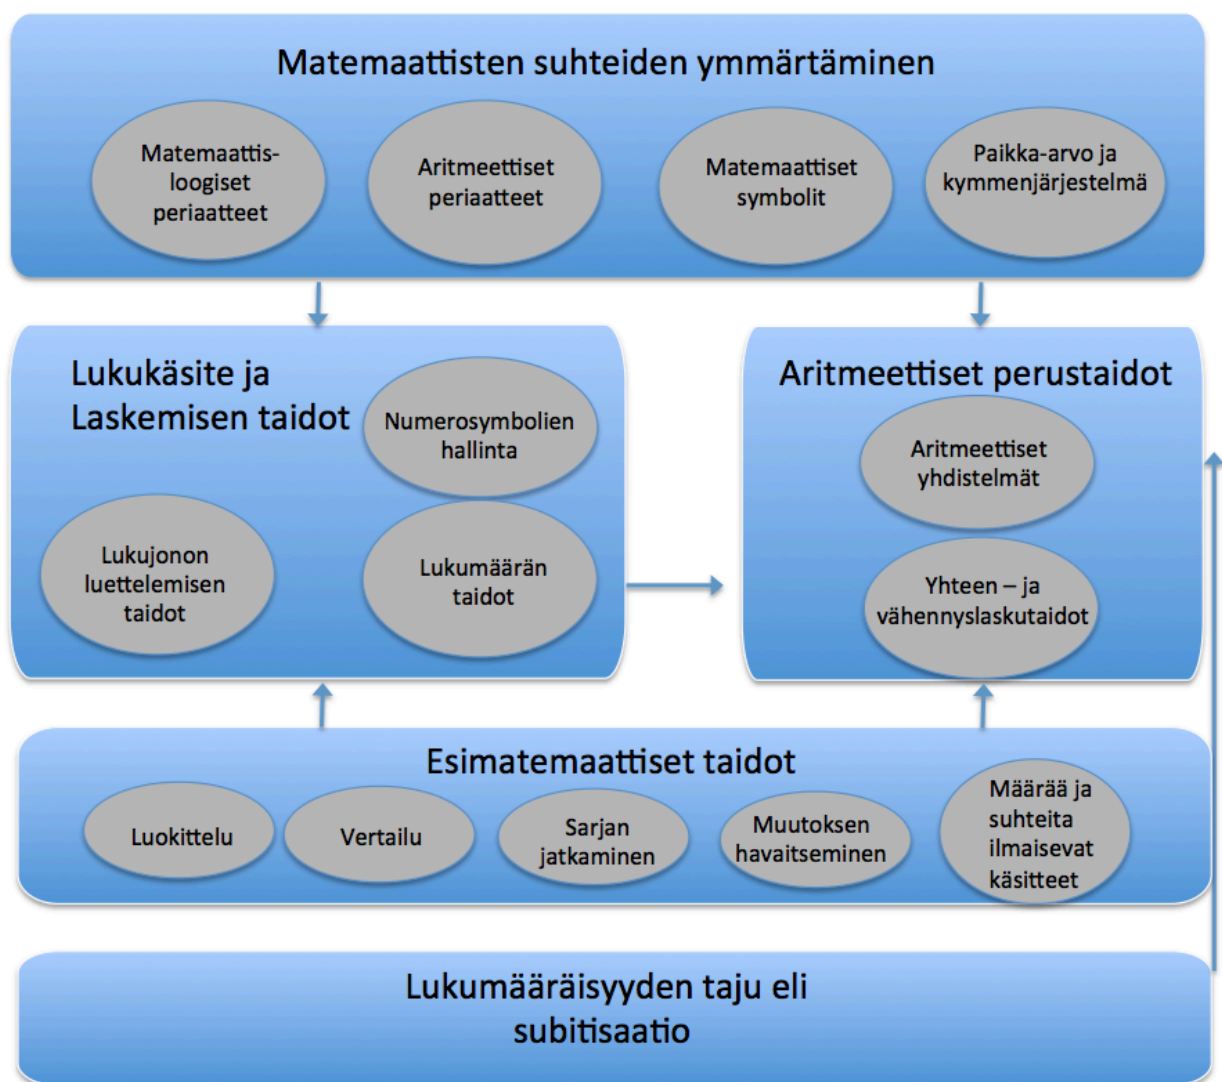 Matemaattisten suhteiden ymmärtäminen
Matemaattis-
loogiset
periaatteet
Aritmeettiset
periaatteet
Matemaattiset
symbolit
Paikka-arvo ja
kymmenjärjestelmä
Lukukäsite ja
Laskemisen taidot
Numerosymbolien
hallinta
Lukujonon
luettelemisen
taidot
Lukumäärän
taidot
Aritmeettiset perustaidot
Aritmeettiset
yhdistelmät
Yhteen – ja
vähennyslaskutaidot
Esimatemaattiset taidot
Luokittelu
Vertailu
Sarjan
jatkaminen
Muutoksen
havaitseminen
Määrää ja
suhteita
ilmaisevat
käsitteet
Lukumääräisyyden taju eli
subitisaatio